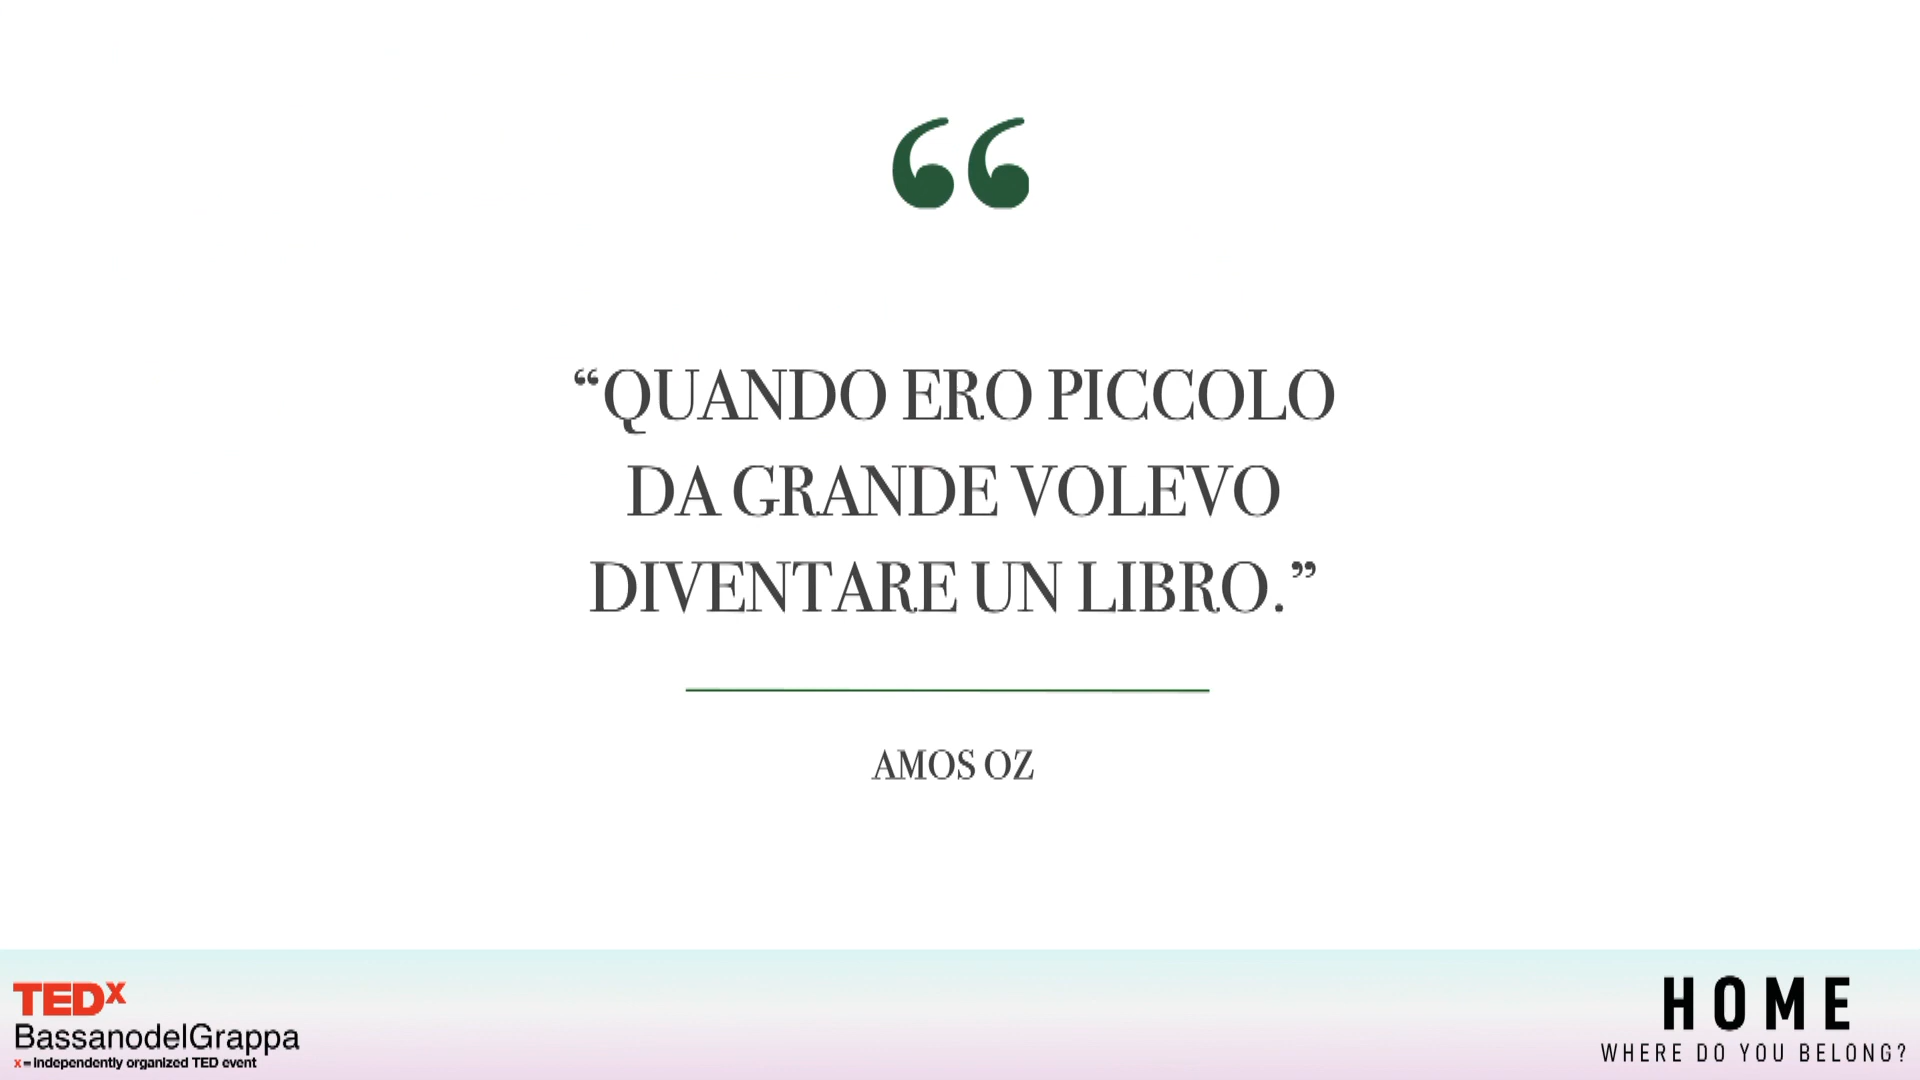 “QUANDO ERO PICCOLO
DA GRANDE VOLEVO
DIVENTARE UN LIBRO.”
AMOS OZ
TEDx
BassanodelGrappa
x = independently organized TED event
HOME
WHERE DO YOU BELONG?